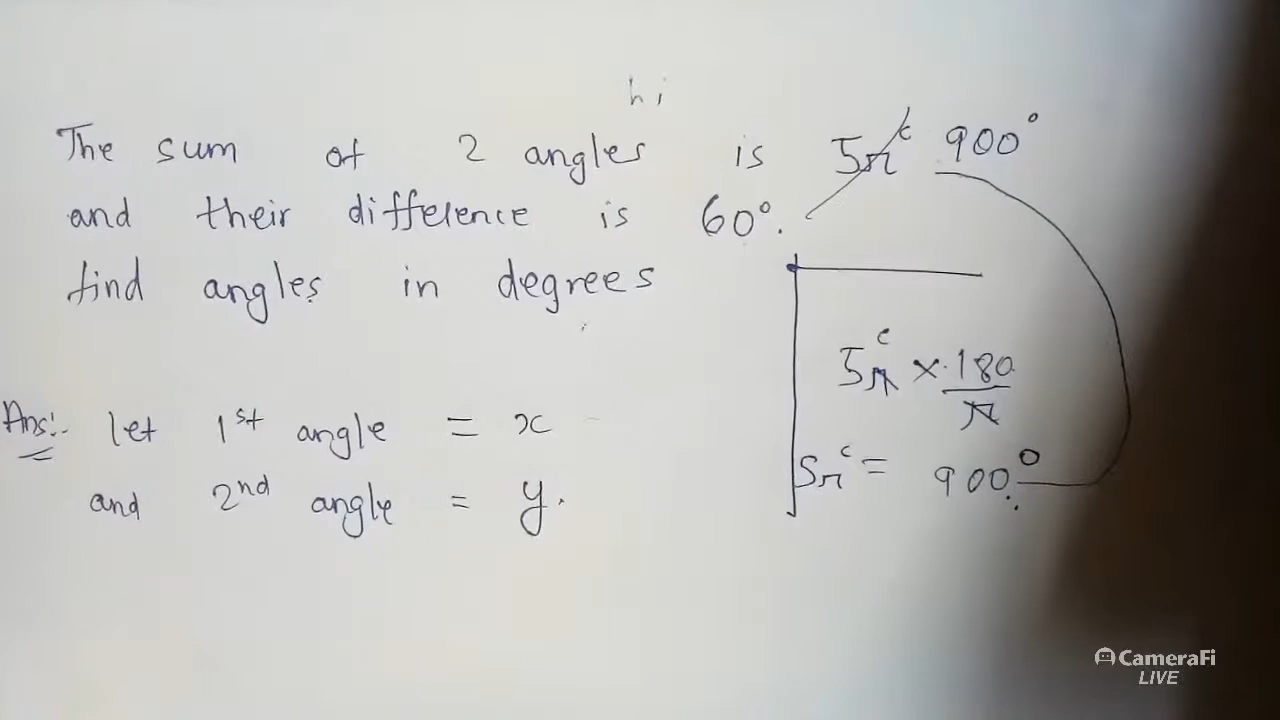 hi
The sum of 2 angles is 5π^c 900°
and their difference is 60°.
find angles in degrees
5π^c × 180/π
Ans:- let 1st angle = x
5π^c = 900°
and 2nd angle = y.
CameraFi
LIVE